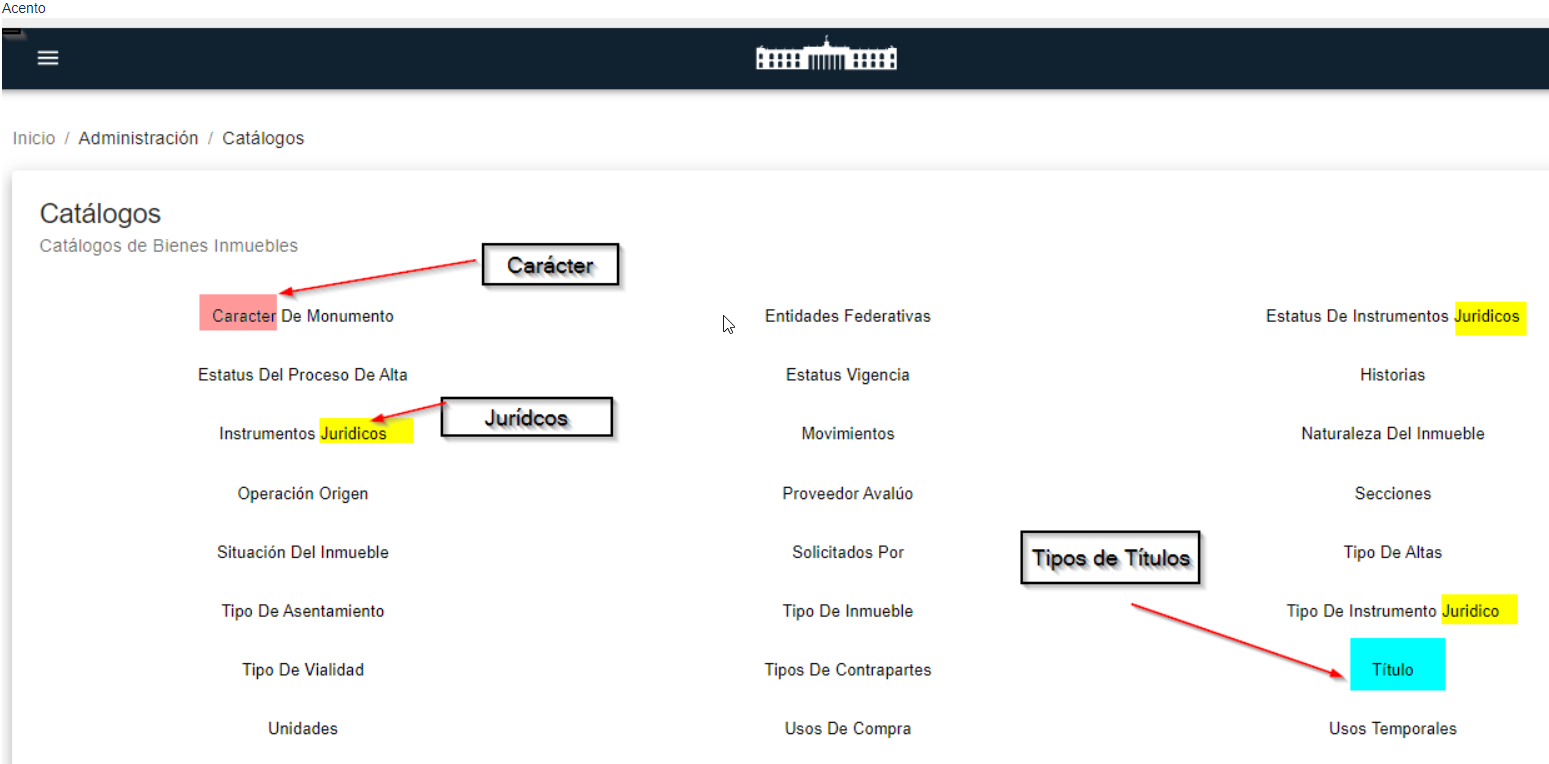 Acento
Inicio / Administración / Catálogos
Catálogos
Catálogos de Bienes Inmuebles
Carácter
Caracter De Monumento
Entidades Federativas
Estatus De Instrumentos Juridicos
Estatus Del Proceso De Alta
Estatus Vigencia
Historias
Jurídcos
Instrumentos Juridicos
Movimientos
Naturaleza Del Inmueble
Operación Origen
Proveedor Avalúo
Secciones
Situación Del Inmueble
Solicitados Por
Tipos de Títulos
Tipo De Altas
Tipo De Asentamiento
Tipo De Inmueble
Tipo De Instrumento Juridico
Tipo De Vialidad
Tipos De Contrapartes
Título
Unidades
Usos De Compra
Usos Temporales